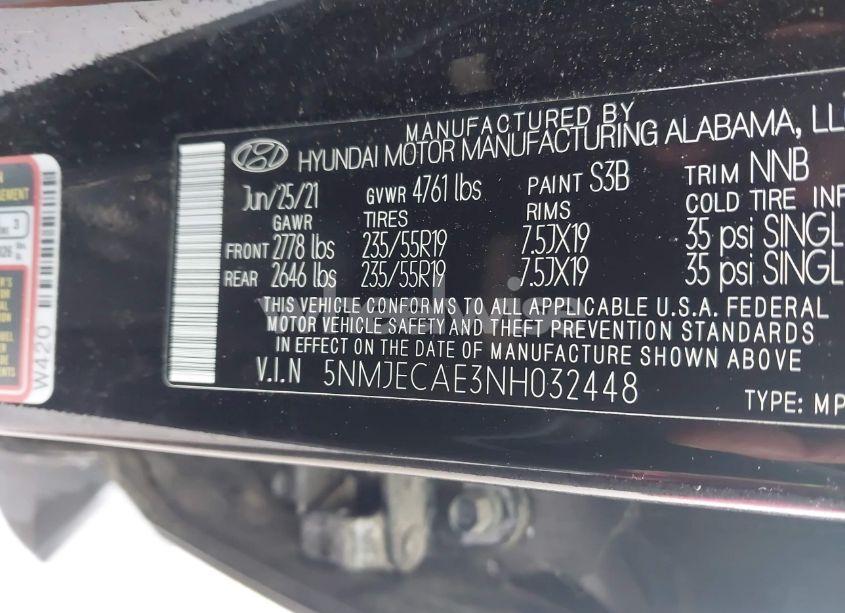 MANUFACTURED BY
HYUNDAI MOTOR MANUFACTURING ALABAMA, LL
Jun/25/21 GVWR 4761 lbs PAINT S3B TRIM NNB
GAWR TIRES RIMS COLD TIRE INF
FRONT 2778 lbs 235/55R19 7.5JX19 35 psi SINGL
REAR 2646 lbs 235/55R19 7.5JX19 35 psi SINGL
THIS VEHICLE CONFORMS TO ALL APPLICABLE U.S.A. FEDERAL
MOTOR VEHICLE SAFETY AND THEFT PREVENTION STANDARDS
IN EFFECT ON THE DATE OF MANUFACTURE SHOWN ABOVE
V.I.N 5NMJECAE3NH032448
TYPE: MP
EMENT
3
W420